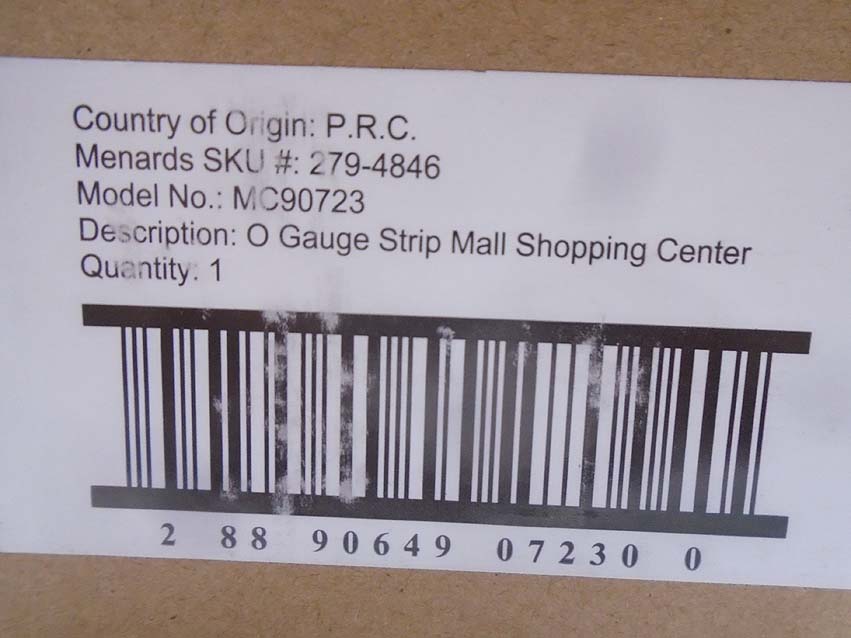 Country of Origin: P.R.C.
Menards SKU #: 279-4846
Model No.: MC90723
Description: O Gauge Strip Mall Shopping Center
Quantity: 1
2 88 90649 07230 0